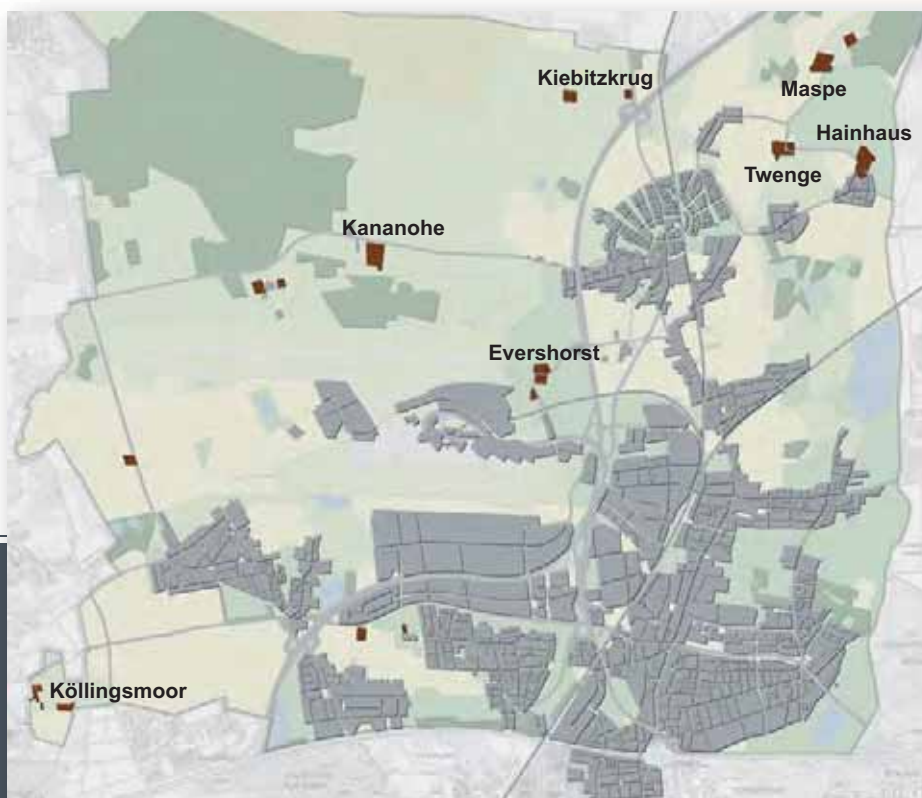 Kiebitzkrug
Maspe
Hainhaus
Twenge
Kananohe
Evershorst
Köllingsmoor